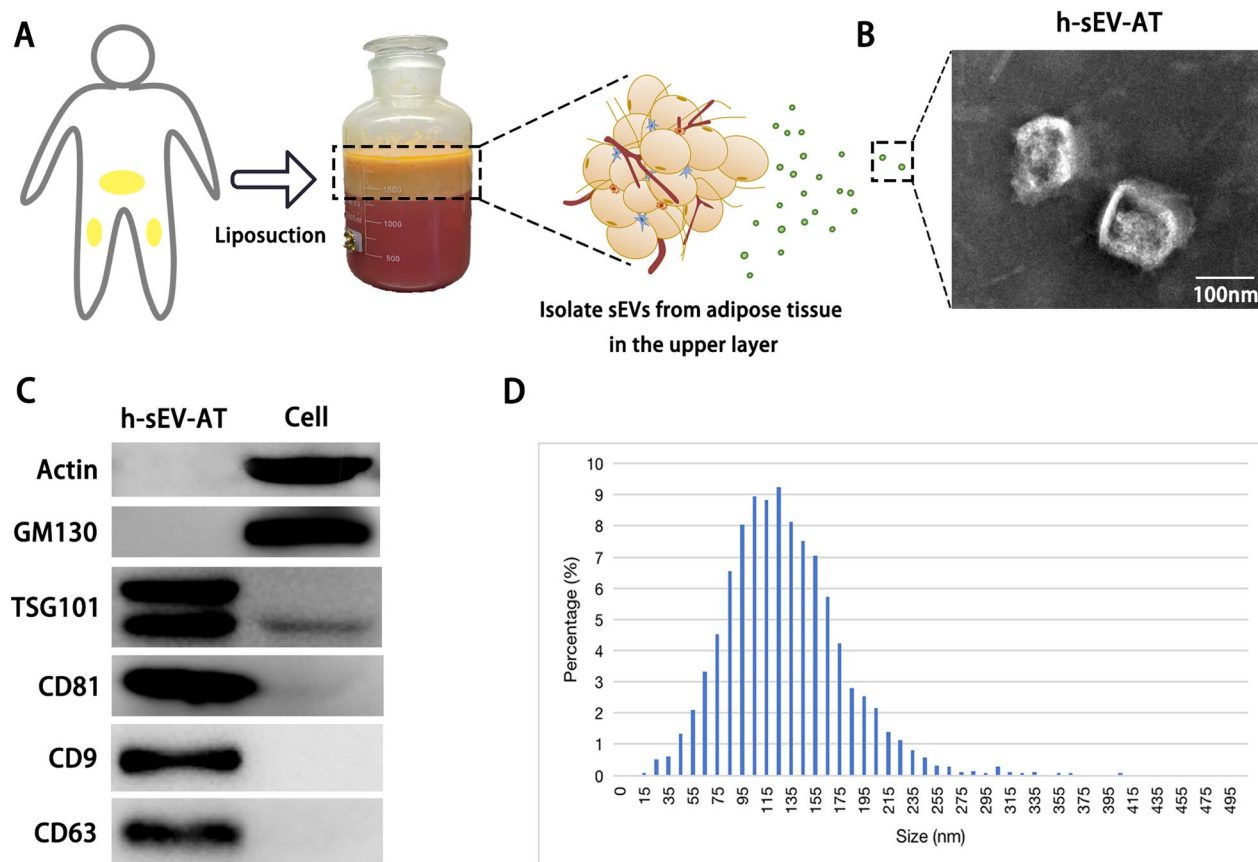 A
Liposuction
1500
1000
500
Isolate sEVs from adipose tissue
in the upper layer
B
h-sEV-AT
100nm
C
h-sEV-AT Cell
Actin
GM130
TSG101
CD81
CD9
CD63
D
Percentage (%)
10
9
8
7
6
5
4
3
2
1
0
0 15 35 55 75 95 115 135 155 175 195 215 235 255 275 295 315 335 355 375 395 415 435 455 475 495
Size (nm)